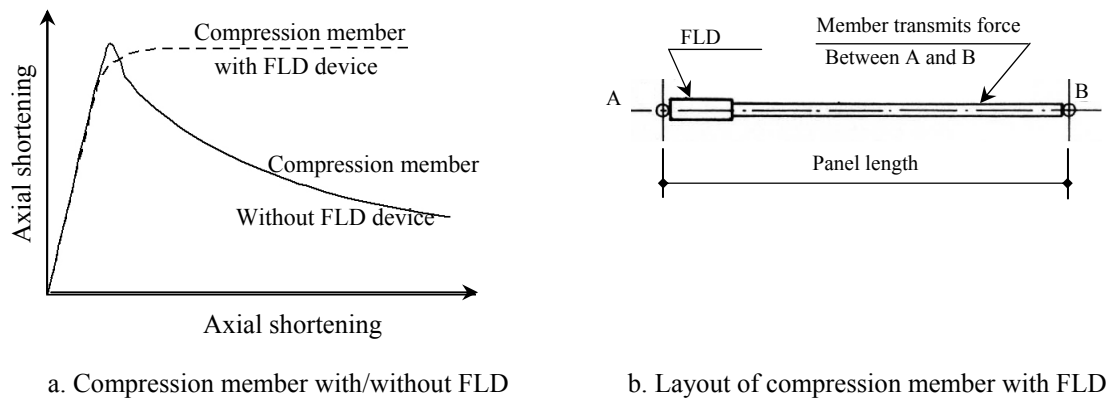 Axial shortening
Compression member
with FLD device
Compression member
Without FLD device
Axial shortening
a. Compression member with/without FLD
FLD
Member transmits force
Between A and B
A
B
Panel length
b. Layout of compression member with FLD